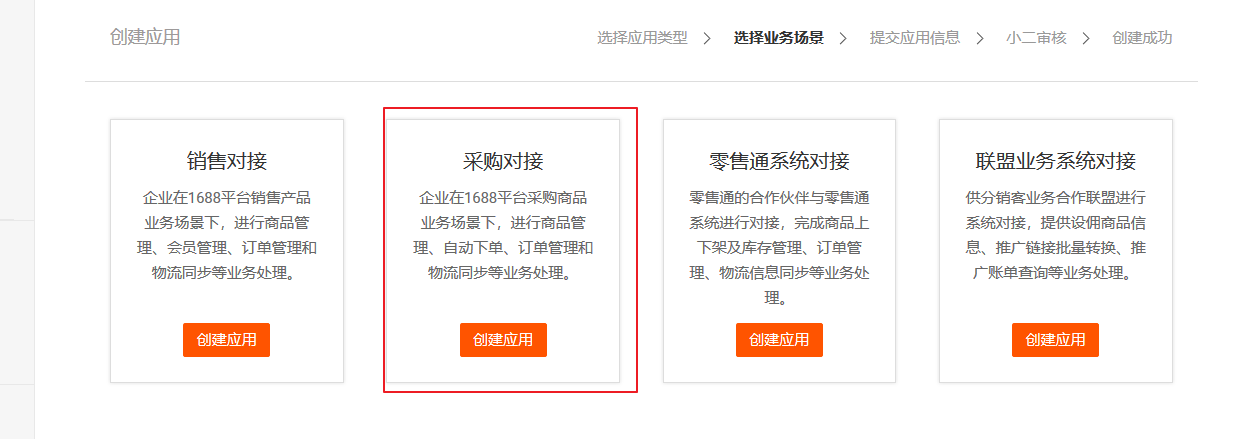 创建应用
选择应用类型 > 选择业务场景 > 提交应用信息 > 小二审核 > 创建成功
销售对接
企业在1688平台销售产品
业务场景下，进行商品管
理、会员管理、订单管理和
物流同步等业务处理。
创建应用
采购对接
企业在1688平台采购商品
业务场景下，进行商品管
理、自动下单、订单管理和
物流同步等业务处理。
创建应用
零售通系统对接
零售通的合作伙伴与零售通
系统进行对接，完成商品上
下架及库存管理、订单管
理、物流信息同步等业务处
理。
创建应用
联盟业务系统对接
供分销客业务合作联盟进行
系统对接，提供设佣商品信
息、推广链接批量转换、推
广账单查询等业务处理。
创建应用